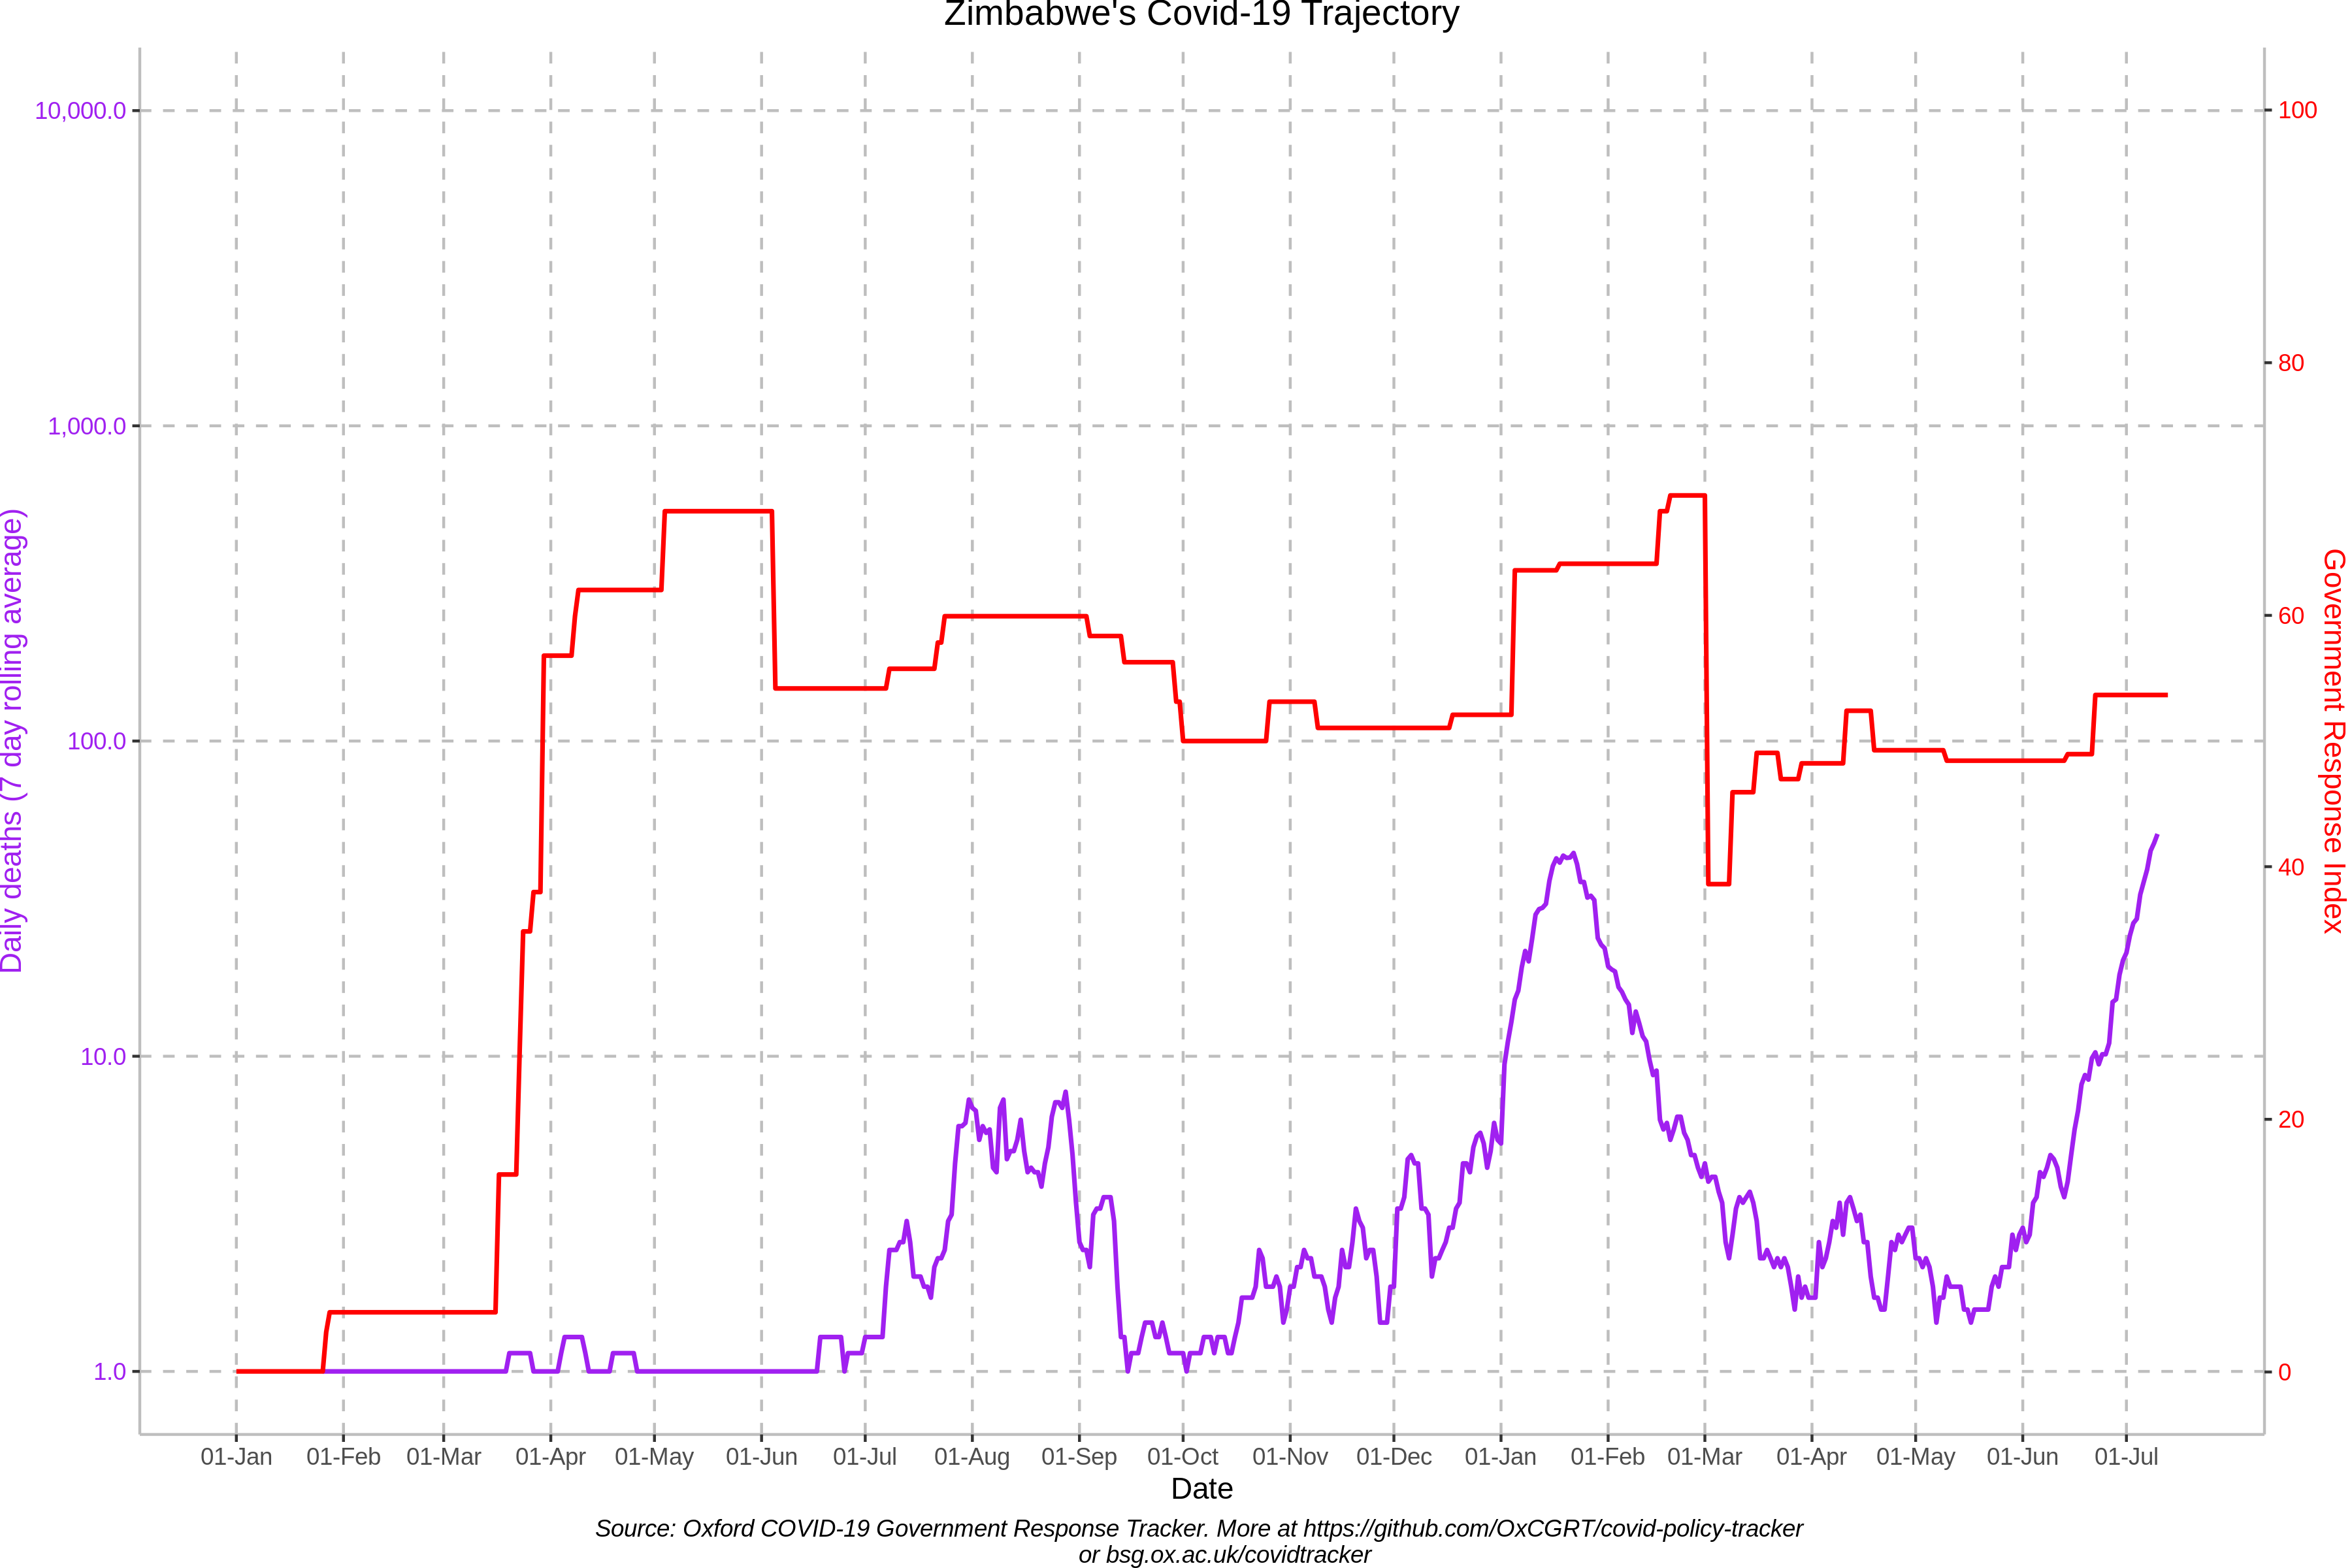 Zimbabwe's Covid-19 Trajectory
10,000.0
1,000.0
100.0
10.0
1.0
Daily deaths (7 day rolling average)
100
80
60
40
20
0
Government Response Index
01-Jan 01-Feb 01-Mar 01-Apr 01-May 01-Jun 01-Jul 01-Aug 01-Sep 01-Oct 01-Nov 01-Dec 01-Jan 01-Feb 01-Mar 01-Apr 01-May 01-Jun 01-Jul
Date
Source: Oxford COVID-19 Government Response Tracker. More at https://github.com/OxCGRT/covid-policy-tracker
or bsg.ox.ac.uk/covidtracker